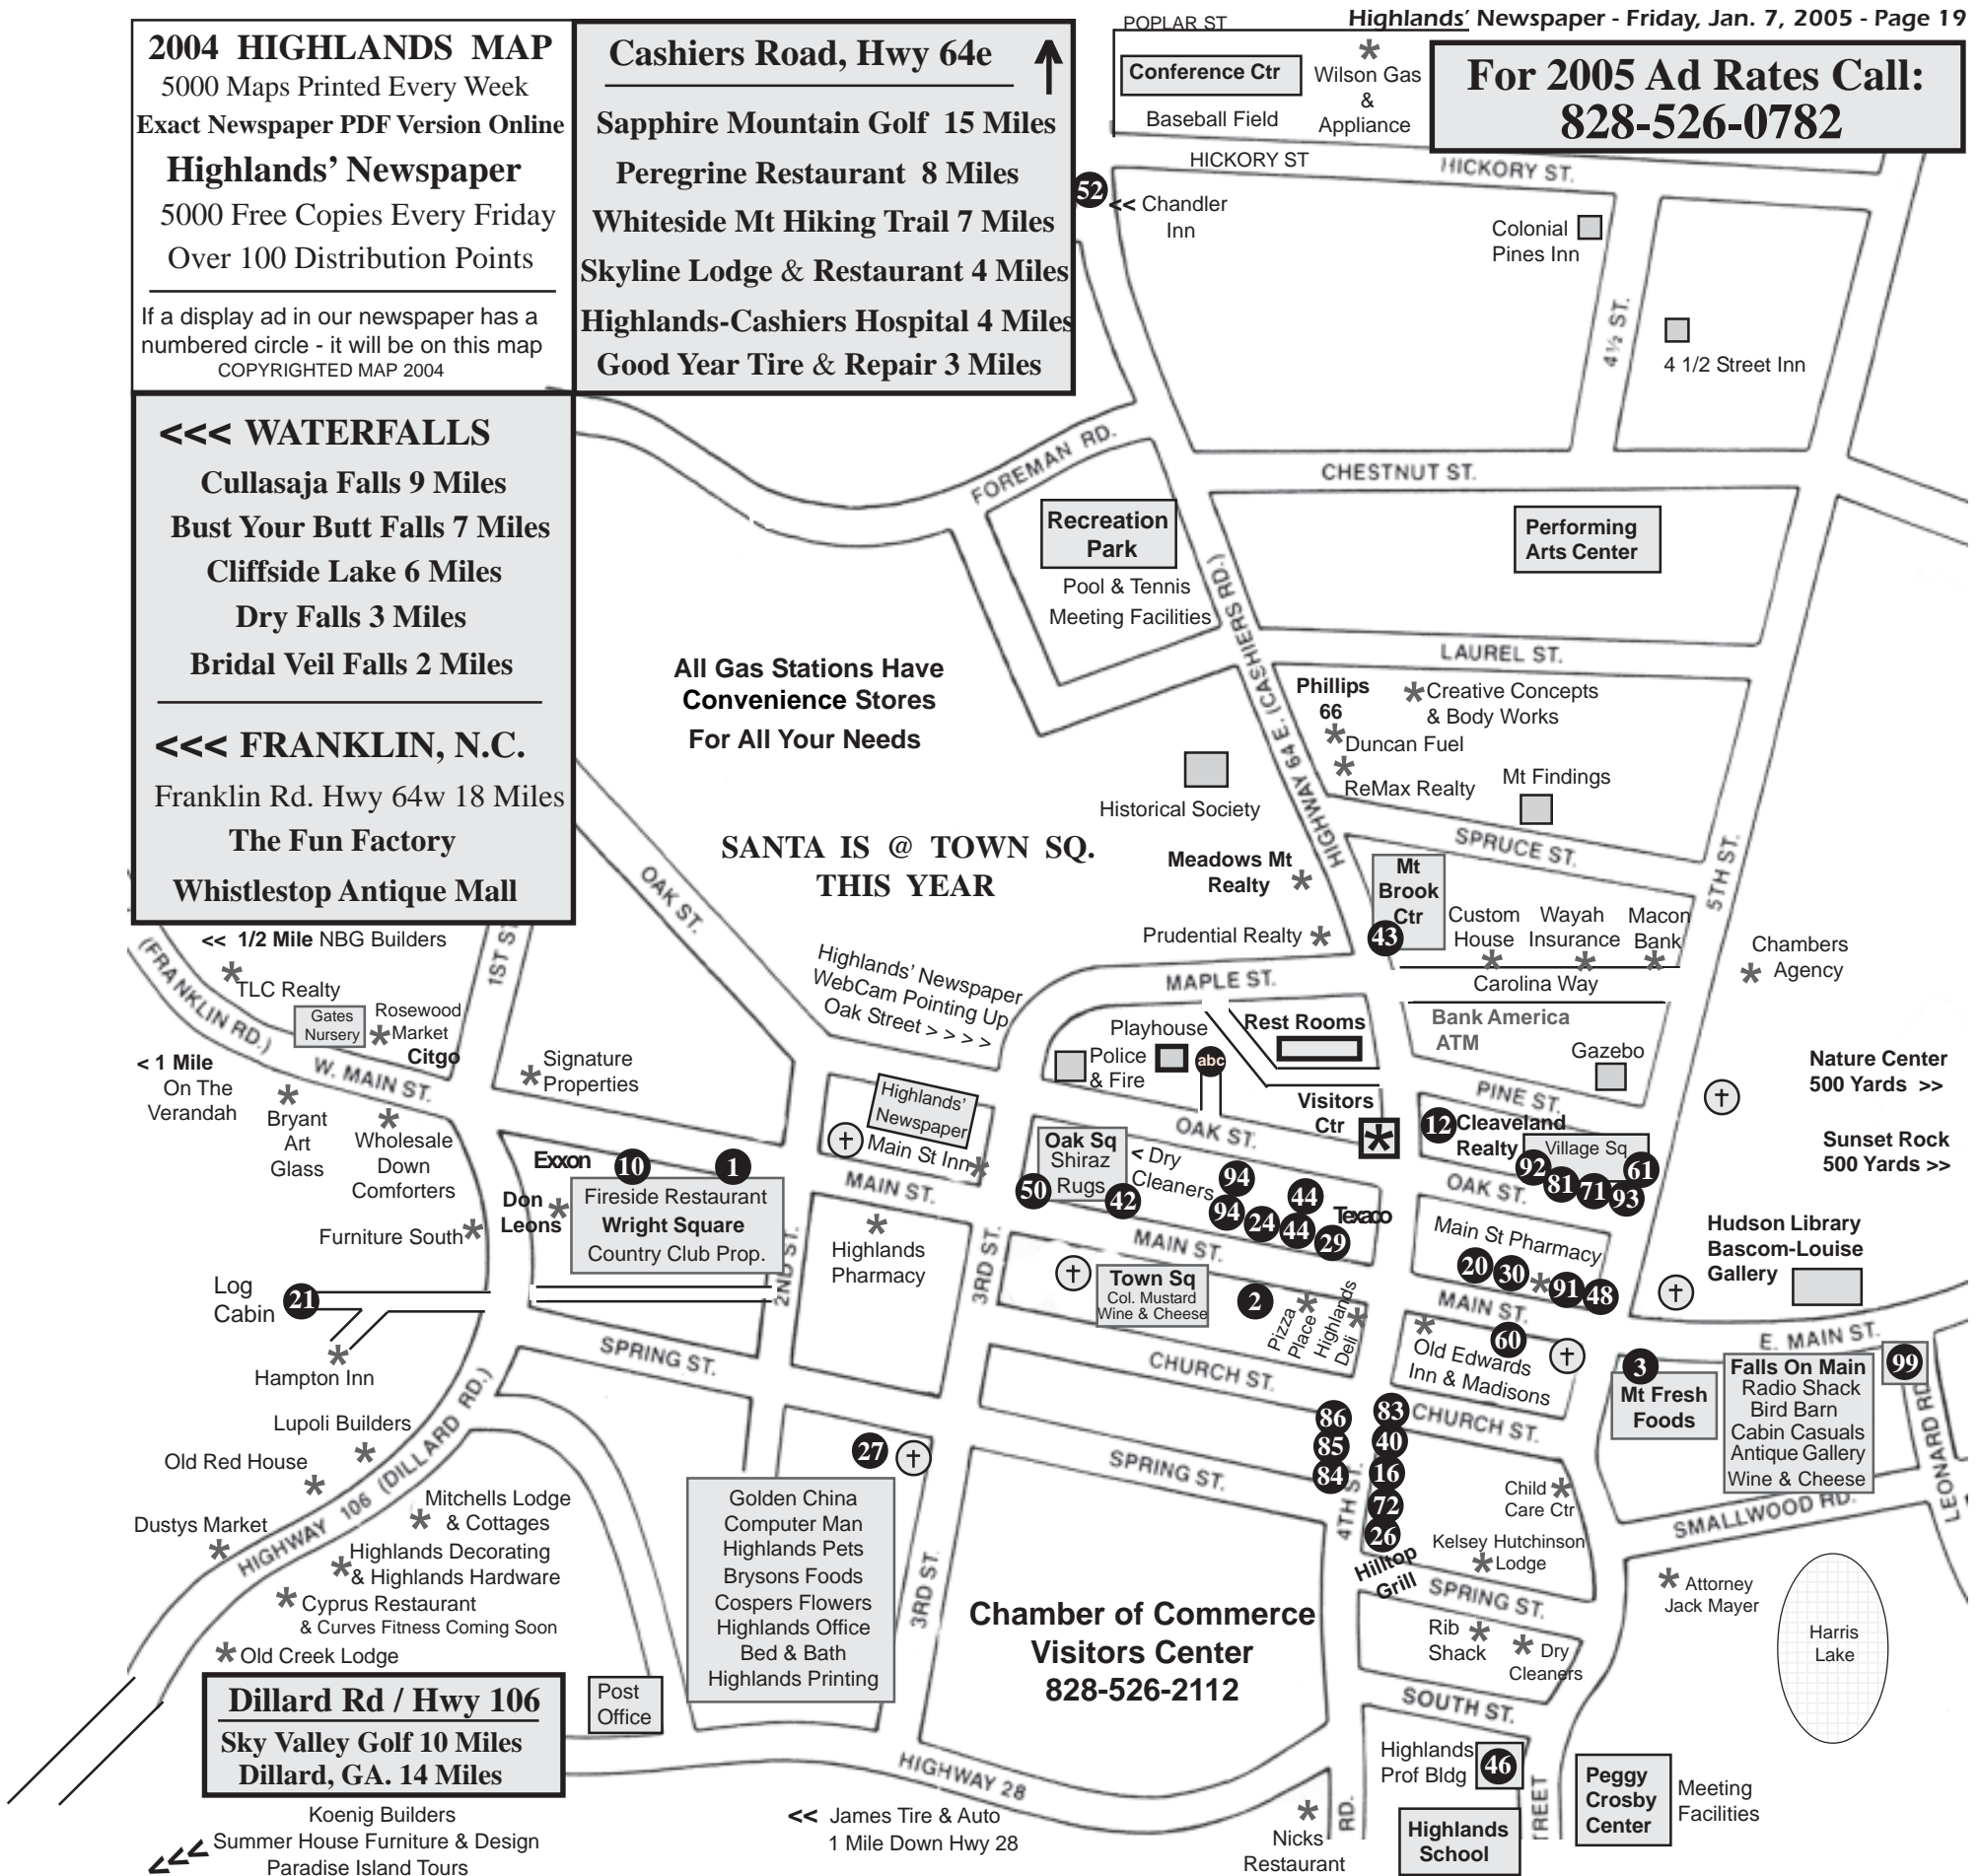 Highlands' Newspaper - Friday, Jan. 7, 2005 - Page 19
2004 HIGHLANDS MAP
5000 Maps Printed Every Week
Exact Newspaper PDF Version Online
Highlands' Newspaper
5000 Free Copies Every Friday
Over 100 Distribution Points
If a display ad in our newspaper has a
numbered circle - it will be on this map
COPYRIGHTED MAP 2004
Cashiers Road, Hwy 64e
Sapphire Mountain Golf 15 Miles
Peregrine Restaurant 8 Miles
Whiteside Mt Hiking Trail 7 Miles
Skyline Lodge & Restaurant 4 Miles
Highlands-Cashiers Hospital 4 Miles
Good Year Tire & Repair 3 Miles
POPLAR ST
Conference Ctr
Baseball Field
Wilson Gas
&
Appliance
For 2005 Ad Rates Call:
828-526-0782
HICKORY ST
HICKORY ST.
52
<< Chandler
Inn
Colonial
Pines Inn
4½ ST.
4 1/2 Street Inn
<<< WATERFALLS
Cullasaja Falls 9 Miles
Bust Your Butt Falls 7 Miles
Cliffside Lake 6 Miles
Dry Falls 3 Miles
Bridal Veil Falls 2 Miles
<<< FRANKLIN, N.C.
Franklin Rd. Hwy 64w 18 Miles
The Fun Factory
Whistlestop Antique Mall
FOREMAN RD.
CHESTNUT ST.
Recreation
Park
Pool & Tennis
Meeting Facilities
Performing
Arts Center
HIGHWAY 64 E. (CASHIERS RD.)
LAUREL ST.
All Gas Stations Have
Convenience Stores
For All Your Needs
Phillips
66
Creative Concepts
& Body Works
Duncan Fuel
ReMax Realty
Mt Findings
Historical Society
SPRUCE ST.
5TH ST.
SANTA IS @ TOWN SQ.
THIS YEAR
OAK ST.
Meadows Mt
Realty
Prudential Realty
Mt
Brook
Ctr
43
Custom
House
Wayah
Insurance
Macon
Bank
Carolina Way
Chambers
Agency
<< 1/2 Mile NBG Builders
(FRANKLIN RD.)
TLC Realty
1ST ST
Gates
Nursery
Rosewood
Market
Citgo
W. MAIN ST.
< 1 Mile
On The
Verandah
Bryant
Art
Glass
Wholesale
Down
Comforters
Signature
Properties
Highlands' Newspaper
WebCam Pointing Up
Oak Street > > > >
MAPLE ST.
Playhouse
Police
& Fire
abc
Rest Rooms
Bank America
ATM
Gazebo
PINE ST.
Nature Center
500 Yards >>
Sunset Rock
500 Yards >>
Highlands'
Newspaper
Main St Inn
Visitors
Ctr
OAK ST.
12
Cleaveland
Realty
Village Sq
92
81
71
93
61
OAK ST.
Exxon
10
1
Don
Leons
Fireside Restaurant
Wright Square
Country Club Prop.
2ND ST.
MAIN ST.
Highlands
Pharmacy
3RD ST.
Oak Sq
Shiraz
Rugs
50
42
< Dry
Cleaners
94
94
24
44
44
29
Texaco
MAIN ST.
Main St Pharmacy
20
30
91
48
MAIN ST.
Hudson Library
Bascom-Louise
Gallery
Furniture South
Log
Cabin
21
Hampton Inn
Town Sq
Col. Mustard
Wine & Cheese
2
Pizza
Place
Highlands
Deli
60
Old Edwards
Inn & Madisons
E. MAIN ST.
3
Mt Fresh
Foods
Falls On Main
Radio Shack
Bird Barn
Cabin Casuals
Antique Gallery
Wine & Cheese
99
LEONARD RD
SPRING ST.
CHURCH ST.
86
85
84
83
40
16
72
26
CHURCH ST.
SPRING ST.
4TH ST.
Hilltop
Grill
Child
Care Ctr
Kelsey Hutchinson
Lodge
SMALLWOOD RD.
Lupoli Builders
Old Red House
HIGHWAY 106 (DILLARD RD.)
Dustys Market
Mitchells Lodge
& Cottages
Highlands Decorating
& Highlands Hardware
Cyprus Restaurant
& Curves Fitness Coming Soon
Old Creek Lodge
27
Golden China
Computer Man
Highlands Pets
Brysons Foods
Cospers Flowers
Highlands Office
Bed & Bath
Highlands Printing
3RD ST.
Chamber of Commerce
Visitors Center
828-526-2112
SPRING ST.
Rib
Shack
Dry
Cleaners
Attorney
Jack Mayer
Harris
Lake
Dillard Rd / Hwy 106
Sky Valley Golf 10 Miles
Dillard, GA. 14 Miles
Post
Office
SOUTH ST.
HIGHWAY 28
Highlands
Prof Bldg
46
Koenig Builders
<<< Summer House Furniture & Design
Paradise Island Tours
<< James Tire & Auto
1 Mile Down Hwy 28
Nicks
Restaurant
RD.
Highlands
School
TREET
Peggy
Crosby
Center
Meeting
Facilities